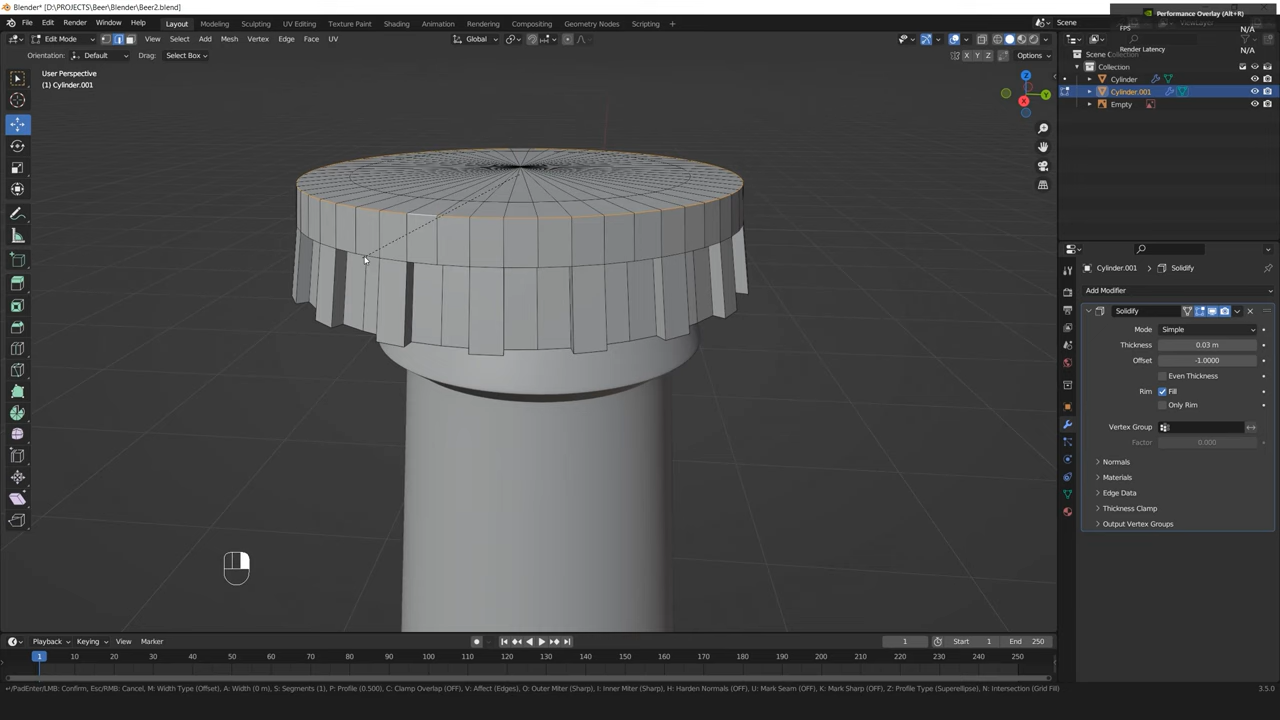 Blender* [D:\PROJECTS\Beer\Blender\Beer2.blend]
Performance Overlay (Alt+R)
FPS N/A
Render Latency N/A
File Edit Render Window Help Layout Modeling Sculpting UV Editing Texture Paint Shading Animation Rendering Compositing Geometry Nodes Scripting + Scene
Edit Mode View Select Add Mesh Vertex Edge Face UV Global
Orientation: Default Drag: Select Box X Y Z Options
User Perspective
(1) Cylinder.001
Z
Y
X
Scene Collection
Collection
Cylinder
Cylinder.001
Empty
Cylinder.001 > Solidify
Add Modifier
Solidify
Mode Simple
Thickness 0.03 m
Offset -1.0000
Even Thickness
Rim Fill
Only Rim
Vertex Group
Factor 0.000
Normals
Materials
Edge Data
Thickness Clamp
Output Vertex Groups
Playback Keying View Marker 1 Start 1 End 250
1 10 20 30 40 50 60 70 80 90 100 110 120 130 140 150 160 170 180 190 200 210 220 230 240 250
↵/PadEnter/LMB: Confirm, Esc/RMB: Cancel, M: Width Type (Offset), A: Width (0 m), S: Segments (1), P: Profile (0.500), C: Clamp Overlap (OFF), V: Affect (Edges), O: Outer Miter (Sharp), I: Inner Miter (Sharp), H: Harden Normals (OFF), U: Mark Seam (OFF), K: Mark Sharp (OFF), Z: Profile Type (Superellipse), N: Intersection (Grid Fill)
3.5.0